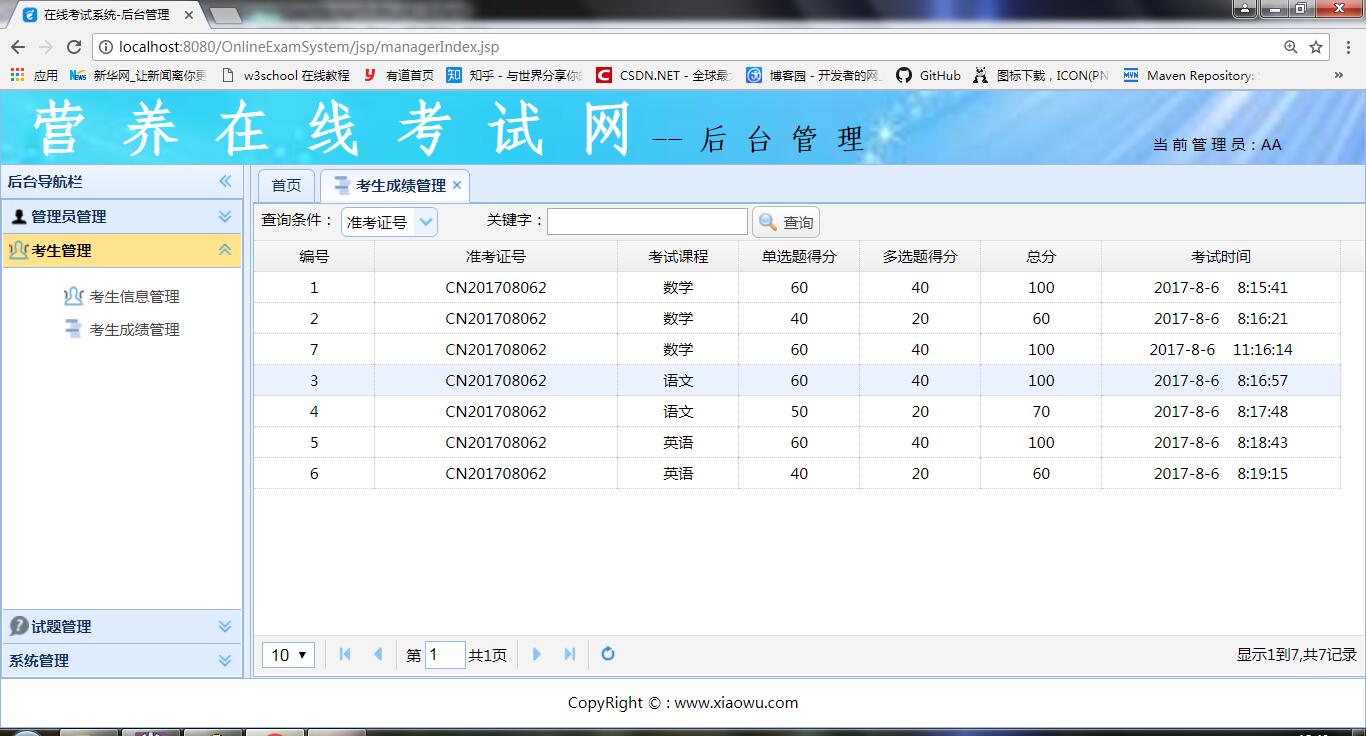 在线考试系统-后台管理
localhost:8080/OnlineExamSystem/jsp/managerIndex.jsp
应用 新华网_让新闻离你更 w3school 在线教程 有道首页 知乎 - 与世界分享你 CSDN.NET - 全球最 博客园 - 开发者的网 GitHub 图标下载，ICON(PN Maven Repository: »
营养在线考试网 -- 后台管理 当前管理员：AA
后台导航栏
管理员管理
考生管理
考生信息管理
考生成绩管理
试题管理
系统管理
首页 考生成绩管理
查询条件： 准考证号 关键字： 查询
编号 准考证号 考试课程 单选题得分 多选题得分 总分 考试时间
1 CN201708062 数学 60 40 100 2017-8-6 8:15:41
2 CN201708062 数学 40 20 60 2017-8-6 8:16:21
7 CN201708062 数学 60 40 100 2017-8-6 11:16:14
3 CN201708062 语文 60 40 100 2017-8-6 8:16:57
4 CN201708062 语文 50 20 70 2017-8-6 8:17:48
5 CN201708062 英语 60 40 100 2017-8-6 8:18:43
6 CN201708062 英语 40 20 60 2017-8-6 8:19:15
10 第 1 共1页 显示1到7,共7记录
CopyRight © : www.xiaowu.com